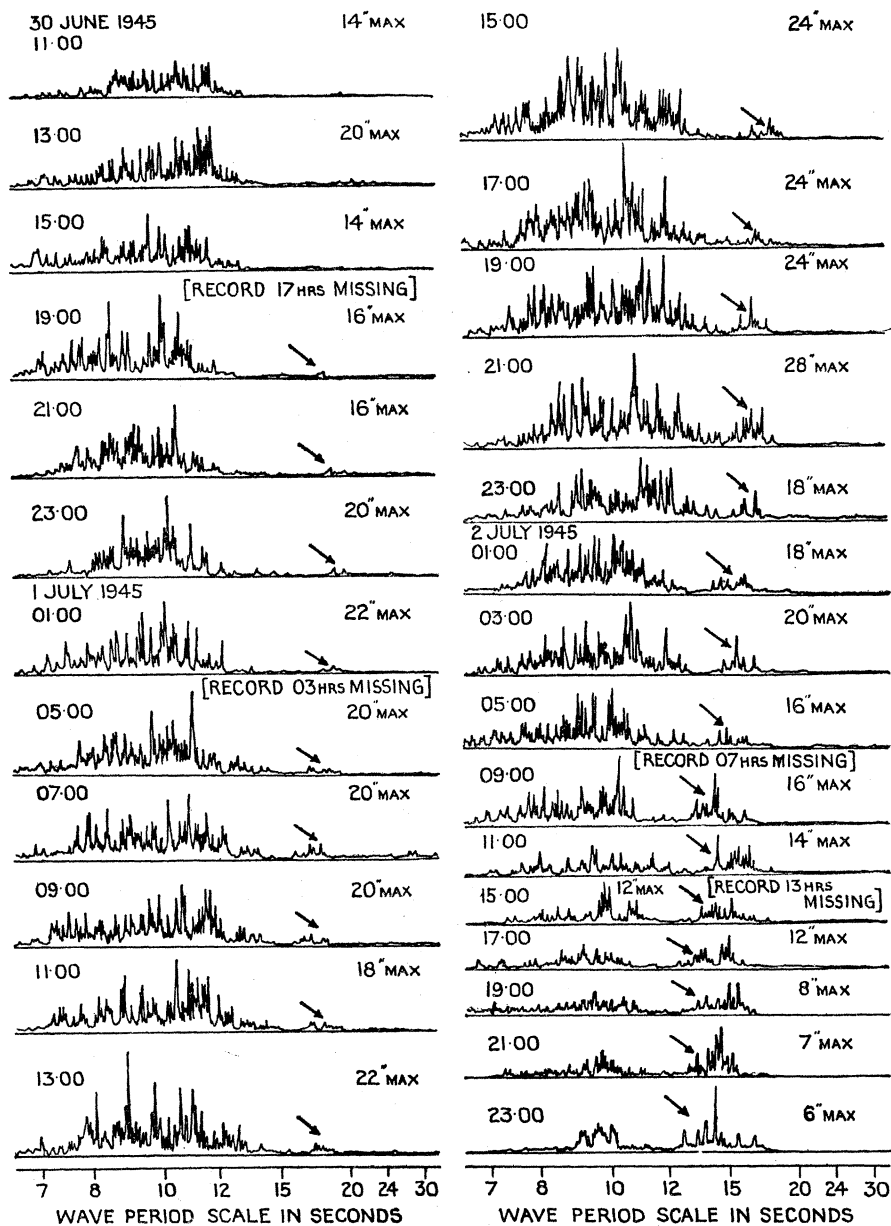 30 JUNE 1945
11·00 14" MAX
13·00 20" MAX
15·00 14" MAX
[RECORD 17HRS MISSING]
19·00 16" MAX
21·00 16" MAX
23·00 20" MAX
1 JULY 1945
01·00 22" MAX
[RECORD 03HRS MISSING]
05·00 20" MAX
07·00 20" MAX
09·00 20" MAX
11·00 18" MAX
13·00 22" MAX
7 8 10 15 20 24 30
WAVE PERIOD SCALE IN SECONDS
15·00 24" MAX
17·00 24" MAX
19·00 24" MAX
21·00 28" MAX
23·00 18" MAX
2 JULY 1945
01·00 18" MAX
03·00 20" MAX
05·00 16" MAX
[RECORD 07HRS MISSING]
09·00 16" MAX
11·00 14" MAX
15·00 12" MAX [RECORD 13HRS
MISSING]
17·00 12" MAX
19·00 8" MAX
21·00 7" MAX
23·00 6" MAX
7 8 10 15 20 24 30
WAVE PERIOD SCALE IN SECONDS